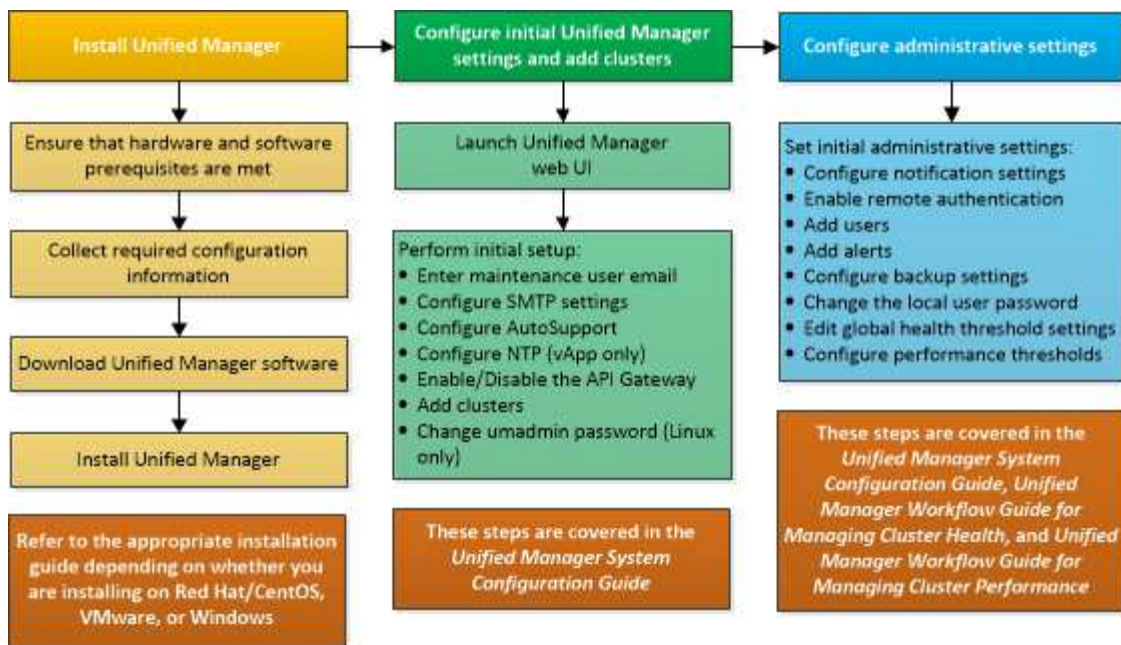 Install Unified Manager
Ensure that hardware and software
prerequisites are met
Collect required configuration
information
Download Unified Manager software
Install Unified Manager
Refer to the appropriate installation
guide depending on whether you
are installing on Red Hat/CentOS,
VMware, or Windows
Configure initial Unified Manager
settings and add clusters
Launch Unified Manager
web UI
Perform initial setup:
• Enter maintenance user email
• Configure SMTP settings
• Configure AutoSupport
• Configure NTP (vApp only)
• Enable/Disable the API Gateway
• Add clusters
• Change umadmin password (Linux
only)
These steps are covered in the
Unified Manager System
Configuration Guide
Configure administrative settings
Set initial administrative settings:
• Configure notification settings
• Enable remote authentication
• Add users
• Add alerts
• Configure backup settings
• Change the local user password
• Edit global health threshold settings
• Configure performance thresholds
These steps are covered in the
Unified Manager System
Configuration Guide, Unified
Manager Workflow Guide for
Managing Cluster Health, and Unified
Manager Workflow Guide for
Managing Cluster Performance